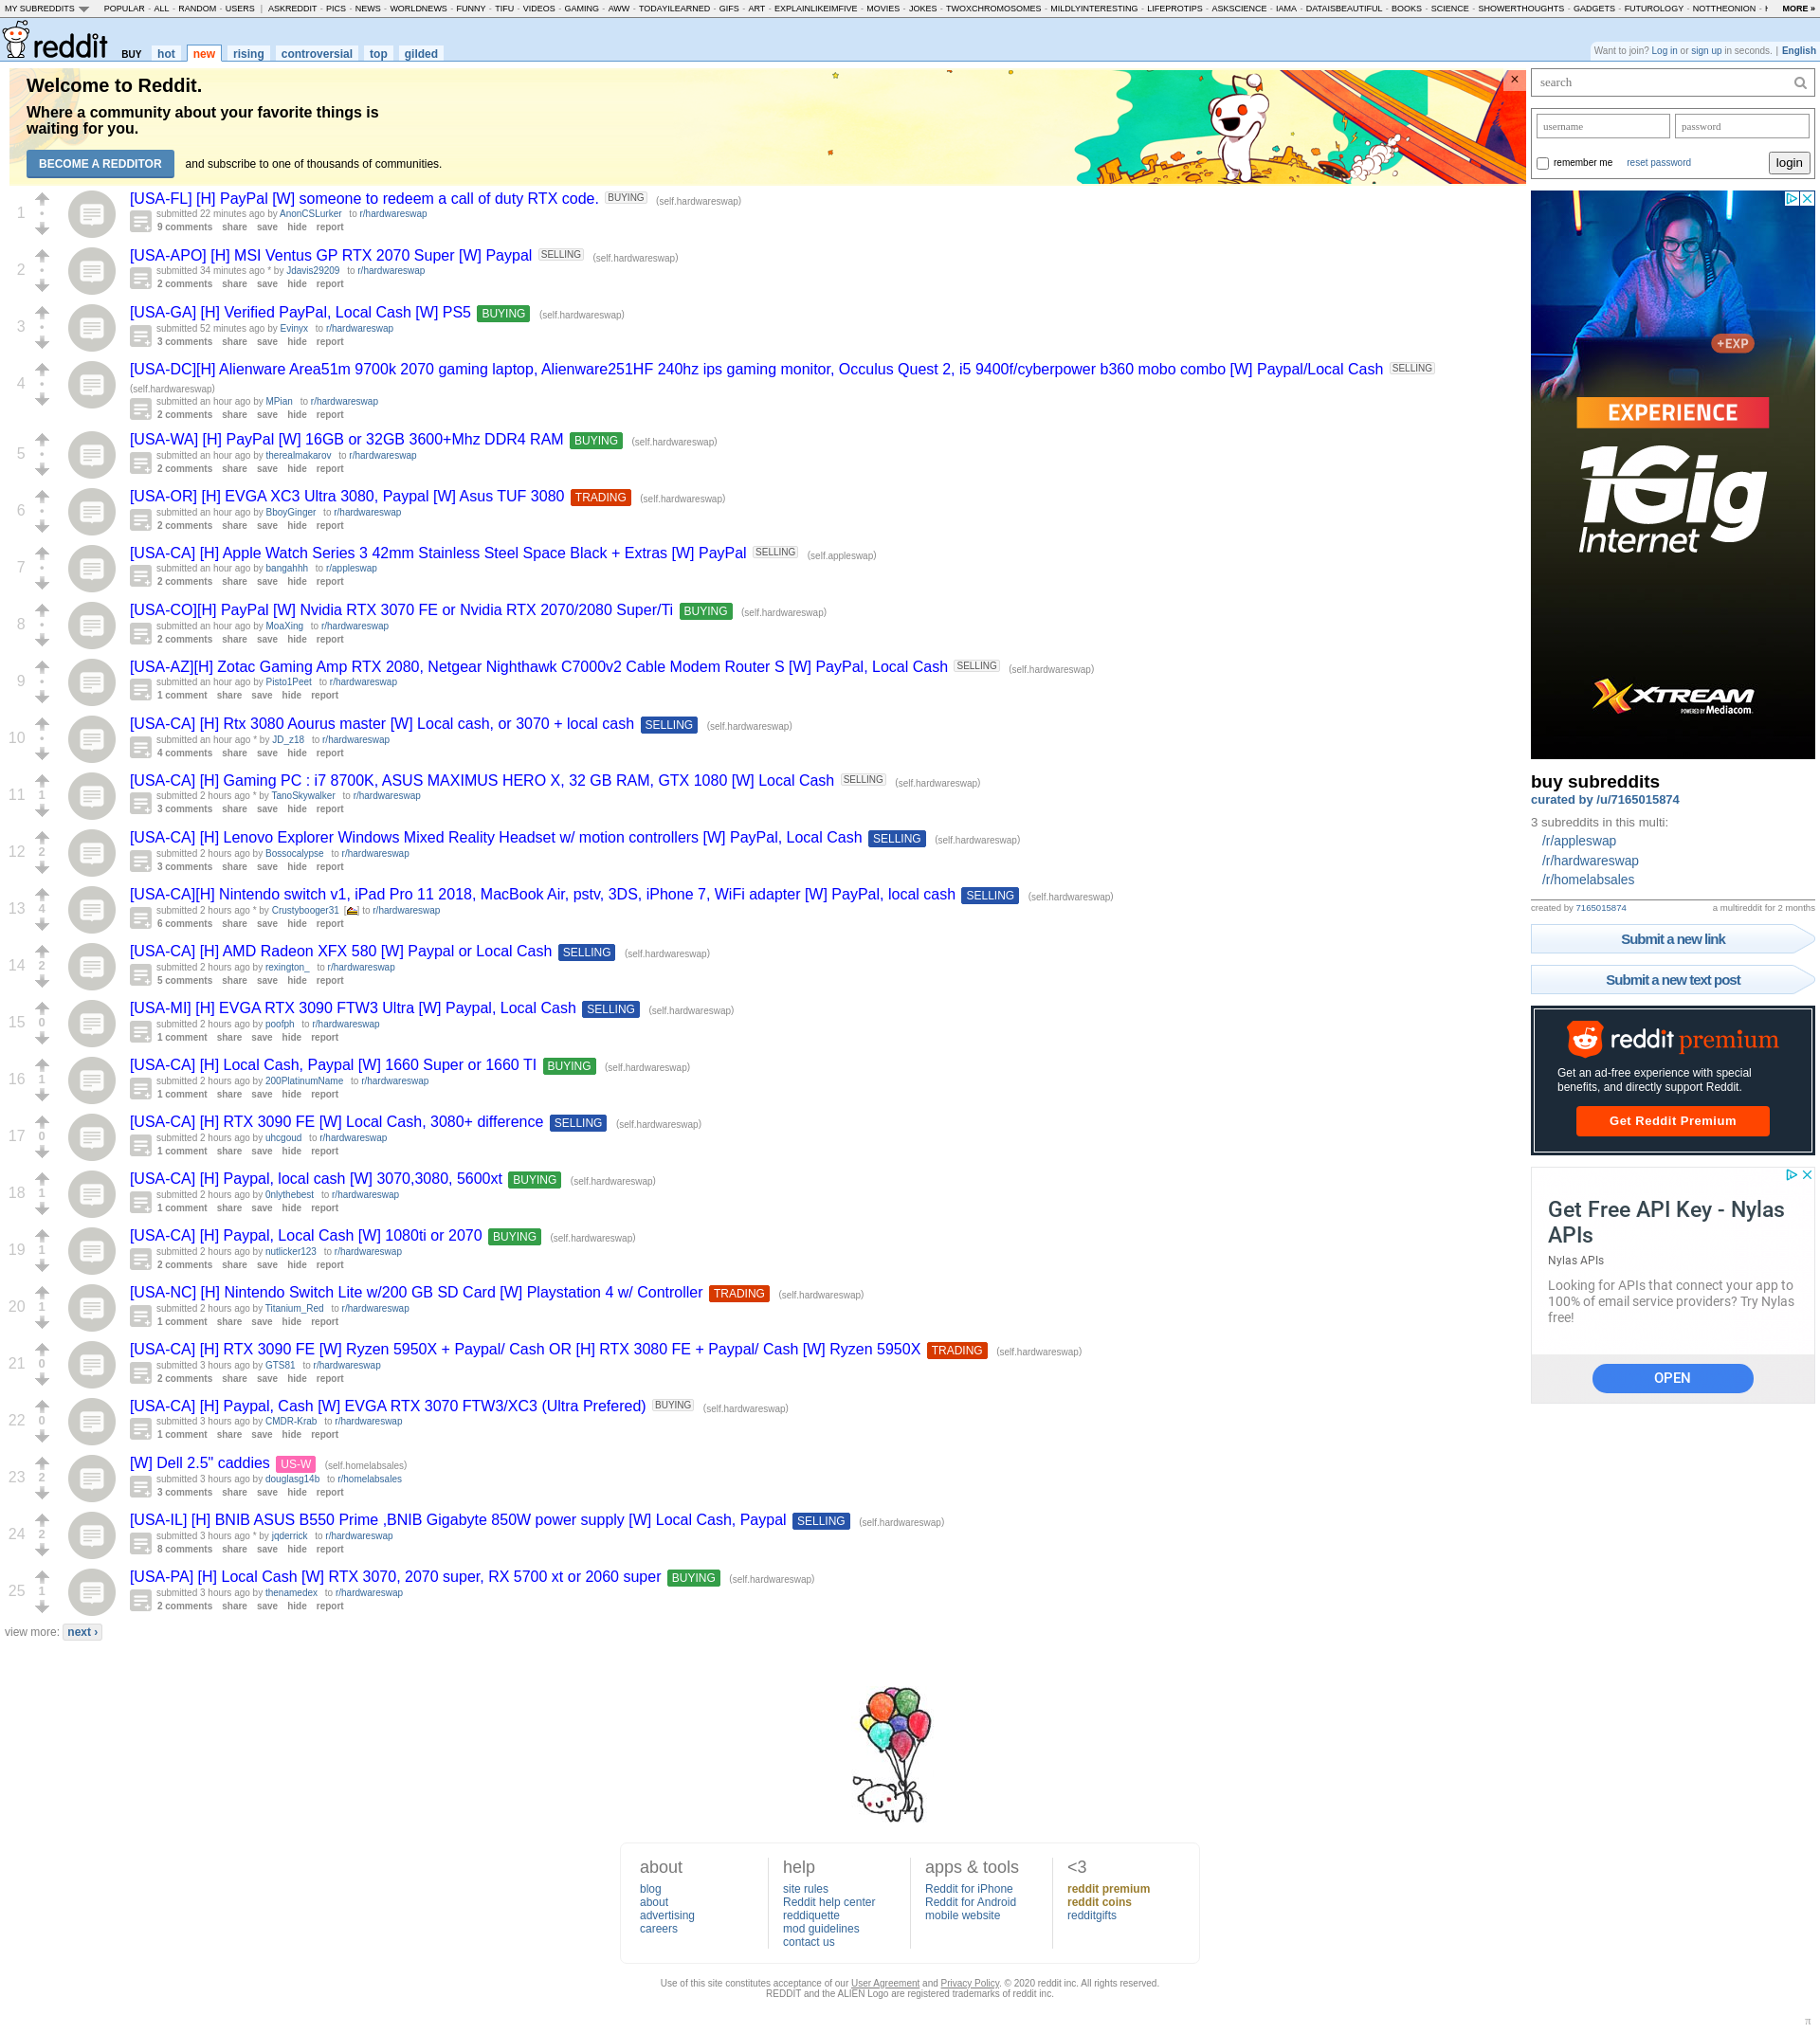 MY SUBREDDITS POPULAR - ALL - RANDOM - USERS | ASKREDDIT - PICS - NEWS - WORLDNEWS - FUNNY - TIFU - VIDEOS - GAMING - AWW - TODAYILEARNED - GIFS - ART - EXPLAINLIKEIMFIVE - MOVIES - JOKES - TWOXCHROMOSOMES - MILDLYINTERESTING - LIFEPROTIPS - ASKSCIENCE - IAMA - DATAISBEAUTIFUL - BOOKS - SCIENCE - SHOWERTHOUGHTS - GADGETS - FUTUROLOGY - NOTTHEONION - MORE »
reddit BUY hot new rising controversial top gilded
Want to join? Log in or sign up in seconds. | English
Welcome to Reddit.
Where a community about your favorite things is
waiting for you.
BECOME A REDDITOR and subscribe to one of thousands of communities.
×
1
[USA-FL] [H] PayPal [W] someone to redeem a call of duty RTX code. BUYING (self.hardwareswap)
submitted 22 minutes ago by AnonCSLurker to r/hardwareswap
9 comments share save hide report
2
[USA-APO] [H] MSI Ventus GP RTX 2070 Super [W] Paypal SELLING (self.hardwareswap)
submitted 34 minutes ago * by Jdavis29209 to r/hardwareswap
2 comments share save hide report
3
[USA-GA] [H] Verified PayPal, Local Cash [W] PS5 BUYING (self.hardwareswap)
submitted 52 minutes ago by Evinyx to r/hardwareswap
3 comments share save hide report
4
[USA-DC][H] Alienware Area51m 9700k 2070 gaming laptop, Alienware251HF 240hz ips gaming monitor, Occulus Quest 2, i5 9400f/cyberpower b360 mobo combo [W] Paypal/Local Cash SELLING
(self.hardwareswap)
submitted an hour ago by MPian to r/hardwareswap
2 comments share save hide report
5
[USA-WA] [H] PayPal [W] 16GB or 32GB 3600+Mhz DDR4 RAM BUYING (self.hardwareswap)
submitted an hour ago by therealmakarov to r/hardwareswap
2 comments share save hide report
6
[USA-OR] [H] EVGA XC3 Ultra 3080, Paypal [W] Asus TUF 3080 TRADING (self.hardwareswap)
submitted an hour ago by BboyGinger to r/hardwareswap
2 comments share save hide report
7
[USA-CA] [H] Apple Watch Series 3 42mm Stainless Steel Space Black + Extras [W] PayPal SELLING (self.appleswap)
submitted an hour ago by bangahhh to r/appleswap
2 comments share save hide report
8
[USA-CO][H] PayPal [W] Nvidia RTX 3070 FE or Nvidia RTX 2070/2080 Super/Ti BUYING (self.hardwareswap)
submitted an hour ago by MoaXing to r/hardwareswap
2 comments share save hide report
9
[USA-AZ][H] Zotac Gaming Amp RTX 2080, Netgear Nighthawk C7000v2 Cable Modem Router S [W] PayPal, Local Cash SELLING (self.hardwareswap)
submitted an hour ago by Pisto1Peet to r/hardwareswap
1 comment share save hide report
10
[USA-CA] [H] Rtx 3080 Aourus master [W] Local cash, or 3070 + local cash SELLING (self.hardwareswap)
submitted an hour ago * by JD_z18 to r/hardwareswap
4 comments share save hide report
11 1
[USA-CA] [H] Gaming PC : i7 8700K, ASUS MAXIMUS HERO X, 32 GB RAM, GTX 1080 [W] Local Cash SELLING (self.hardwareswap)
submitted 2 hours ago * by TanoSkywalker to r/hardwareswap
3 comments share save hide report
12 2
[USA-CA] [H] Lenovo Explorer Windows Mixed Reality Headset w/ motion controllers [W] PayPal, Local Cash SELLING (self.hardwareswap)
submitted 2 hours ago by Bossocalypse to r/hardwareswap
3 comments share save hide report
13 4
[USA-CA][H] Nintendo switch v1, iPad Pro 11 2018, MacBook Air, pstv, 3DS, iPhone 7, WiFi adapter [W] PayPal, local cash SELLING (self.hardwareswap)
submitted 2 hours ago * by Crustybooger31 [] to r/hardwareswap
6 comments share save hide report
14 2
[USA-CA] [H] AMD Radeon XFX 580 [W] Paypal or Local Cash SELLING (self.hardwareswap)
submitted 2 hours ago by rexington_ to r/hardwareswap
5 comments share save hide report
15 0
[USA-MI] [H] EVGA RTX 3090 FTW3 Ultra [W] Paypal, Local Cash SELLING (self.hardwareswap)
submitted 2 hours ago by poofph to r/hardwareswap
1 comment share save hide report
16 1
[USA-CA] [H] Local Cash, Paypal [W] 1660 Super or 1660 TI BUYING (self.hardwareswap)
submitted 2 hours ago by 200PlatinumName to r/hardwareswap
1 comment share save hide report
17 0
[USA-CA] [H] RTX 3090 FE [W] Local Cash, 3080+ difference SELLING (self.hardwareswap)
submitted 2 hours ago by uhcgoud to r/hardwareswap
1 comment share save hide report
18 1
[USA-CA] [H] Paypal, local cash [W] 3070,3080, 5600xt BUYING (self.hardwareswap)
submitted 2 hours ago by 0nlythebest to r/hardwareswap
1 comment share save hide report
19 1
[USA-CA] [H] Paypal, Local Cash [W] 1080ti or 2070 BUYING (self.hardwareswap)
submitted 2 hours ago by nutlicker123 to r/hardwareswap
2 comments share save hide report
20 1
[USA-NC] [H] Nintendo Switch Lite w/200 GB SD Card [W] Playstation 4 w/ Controller TRADING (self.hardwareswap)
submitted 2 hours ago by Titanium_Red to r/hardwareswap
1 comment share save hide report
21 0
[USA-CA] [H] RTX 3090 FE [W] Ryzen 5950X + Paypal/ Cash OR [H] RTX 3080 FE + Paypal/ Cash [W] Ryzen 5950X TRADING (self.hardwareswap)
submitted 3 hours ago by GTS81 to r/hardwareswap
2 comments share save hide report
22 0
[USA-CA] [H] Paypal, Cash [W] EVGA RTX 3070 FTW3/XC3 (Ultra Prefered) BUYING (self.hardwareswap)
submitted 3 hours ago by CMDR-Krab to r/hardwareswap
1 comment share save hide report
23 2
[W] Dell 2.5" caddies US-W (self.homelabsales)
submitted 3 hours ago by douglasg14b to r/homelabsales
3 comments share save hide report
24 2
[USA-IL] [H] BNIB ASUS B550 Prime ,BNIB Gigabyte 850W power supply [W] Local Cash, Paypal SELLING (self.hardwareswap)
submitted 3 hours ago * by jqderrick to r/hardwareswap
8 comments share save hide report
25 1
[USA-PA] [H] Local Cash [W] RTX 3070, 2070 super, RX 5700 xt or 2060 super BUYING (self.hardwareswap)
submitted 3 hours ago by thenamedex to r/hardwareswap
2 comments share save hide report
view more: next ›
search
username password
remember me reset password login
+EXP
EXPERIENCE
1Gig
Internet
XTREAM
POWERED BY Mediacom
buy subreddits
curated by /u/7165015874
3 subreddits in this multi:
/r/appleswap
/r/hardwareswap
/r/homelabsales
created by 7165015874 a multireddit for 2 months
Submit a new link
Submit a new text post
reddit premium
Get an ad-free experience with special
benefits, and directly support Reddit.
Get Reddit Premium
Get Free API Key - Nylas
APIs
Nylas APIs
Looking for APIs that connect your app to
100% of email service providers? Try Nylas
free!
OPEN
about
blog
about
advertising
careers
help
site rules
Reddit help center
reddiquette
mod guidelines
contact us
apps & tools
Reddit for iPhone
Reddit for Android
mobile website
<3
reddit premium
reddit coins
redditgifts
Use of this site constitutes acceptance of our User Agreement and Privacy Policy. © 2020 reddit inc. All rights reserved.
REDDIT and the ALIEN Logo are registered trademarks of reddit inc.
π